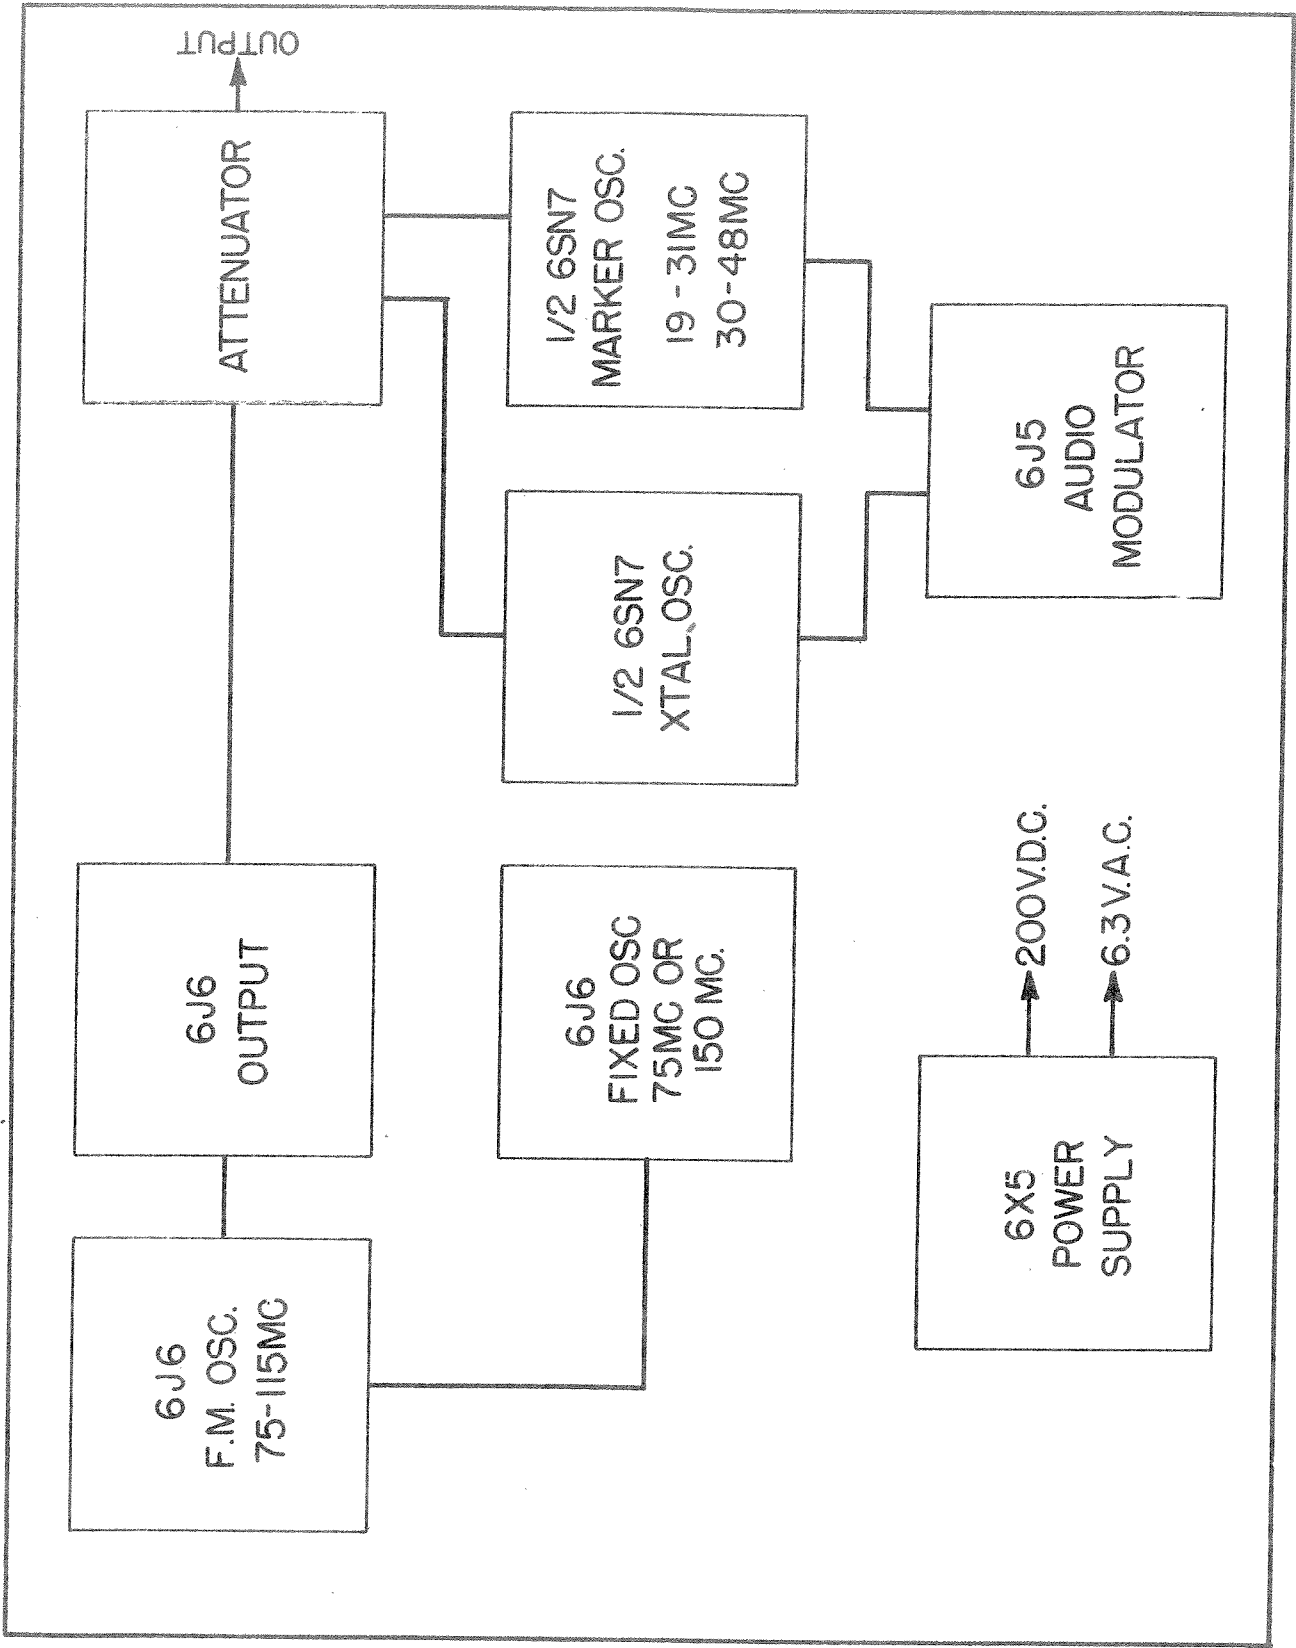 6J6
F.M. OSC.
75-115MC
6J6
OUTPUT
ATTENUATOR
OUTPUT
6J6
FIXED OSC
75MC OR
150 MC.
1/2 6SN7
XTAL. OSC.
1/2 6SN7
MARKER OSC.
19-31MC
30-48MC
6X5
POWER
SUPPLY
200V.D.C.
6.3V.A.C.
6J5
AUDIO
MODULATOR